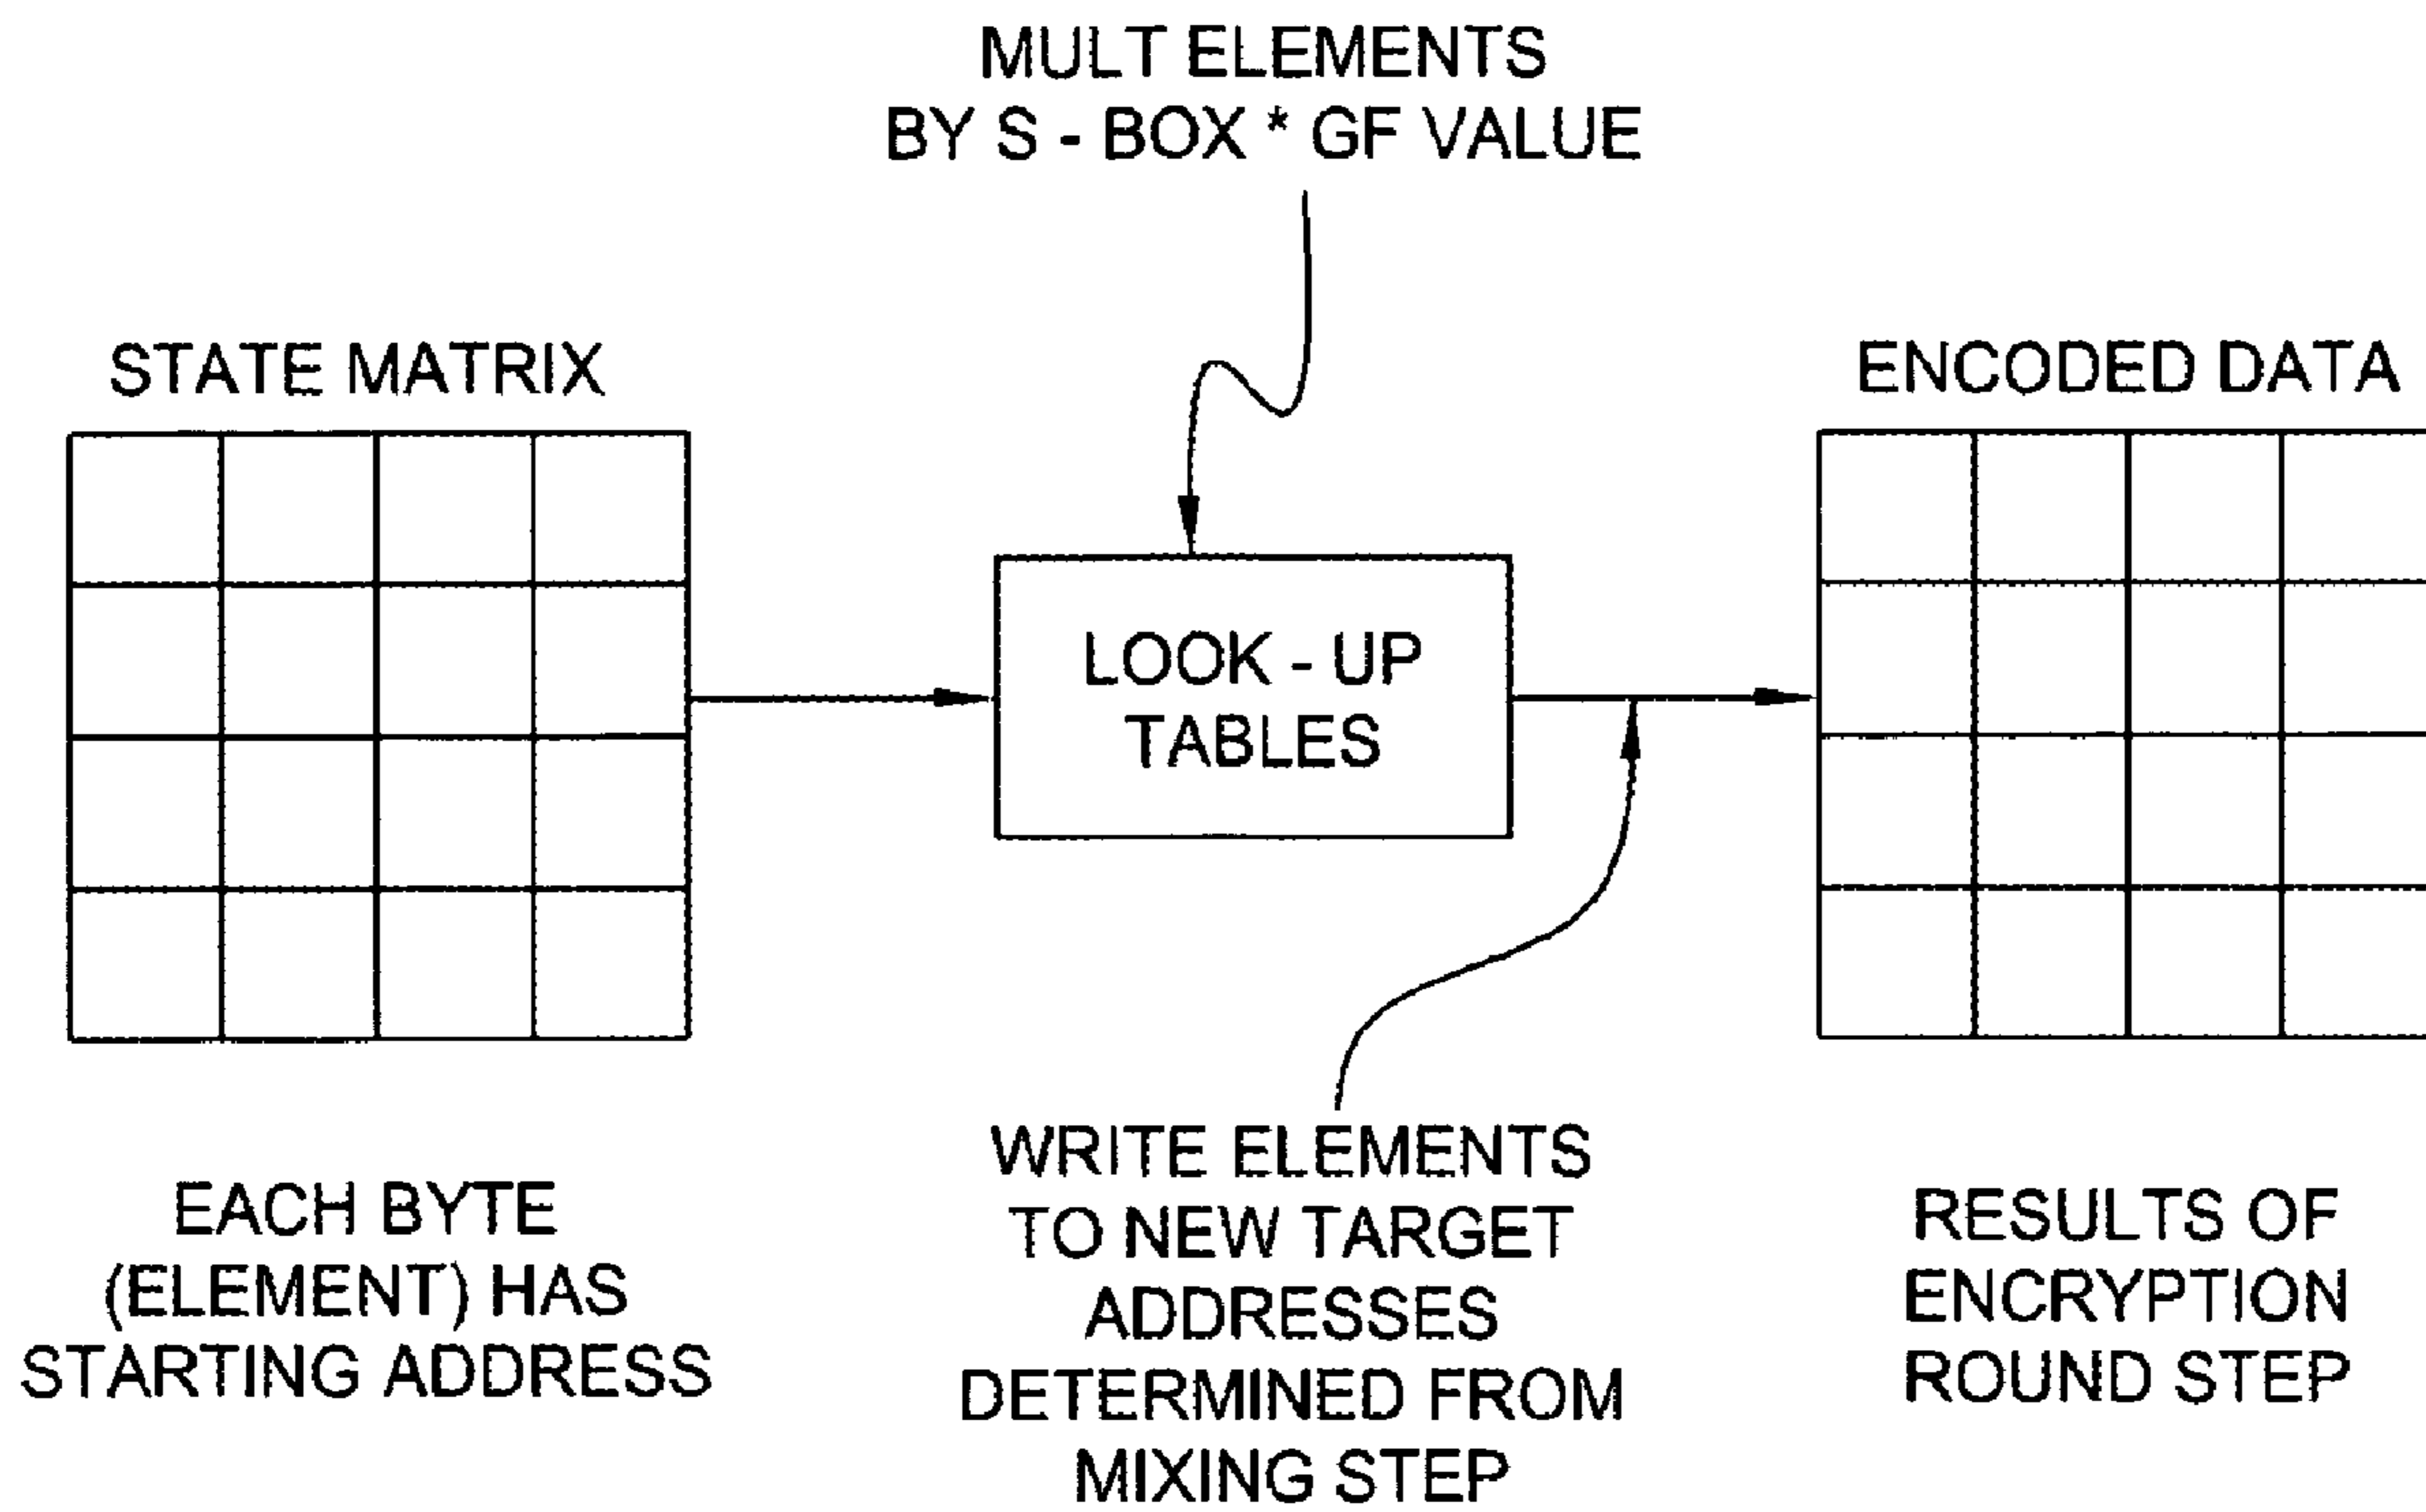 MULT ELEMENTS
BY S - BOX * GF VALUE
STATE MATRIX
ENCODED DATA
LOOK - UP
TABLES
EACH BYTE
(ELEMENT) HAS
STARTING ADDRESS
WRITE ELEMENTS
TO NEW TARGET
ADDRESSES
DETERMINED FROM
MIXING STEP
RESULTS OF
ENCRYPTION
ROUND STEP